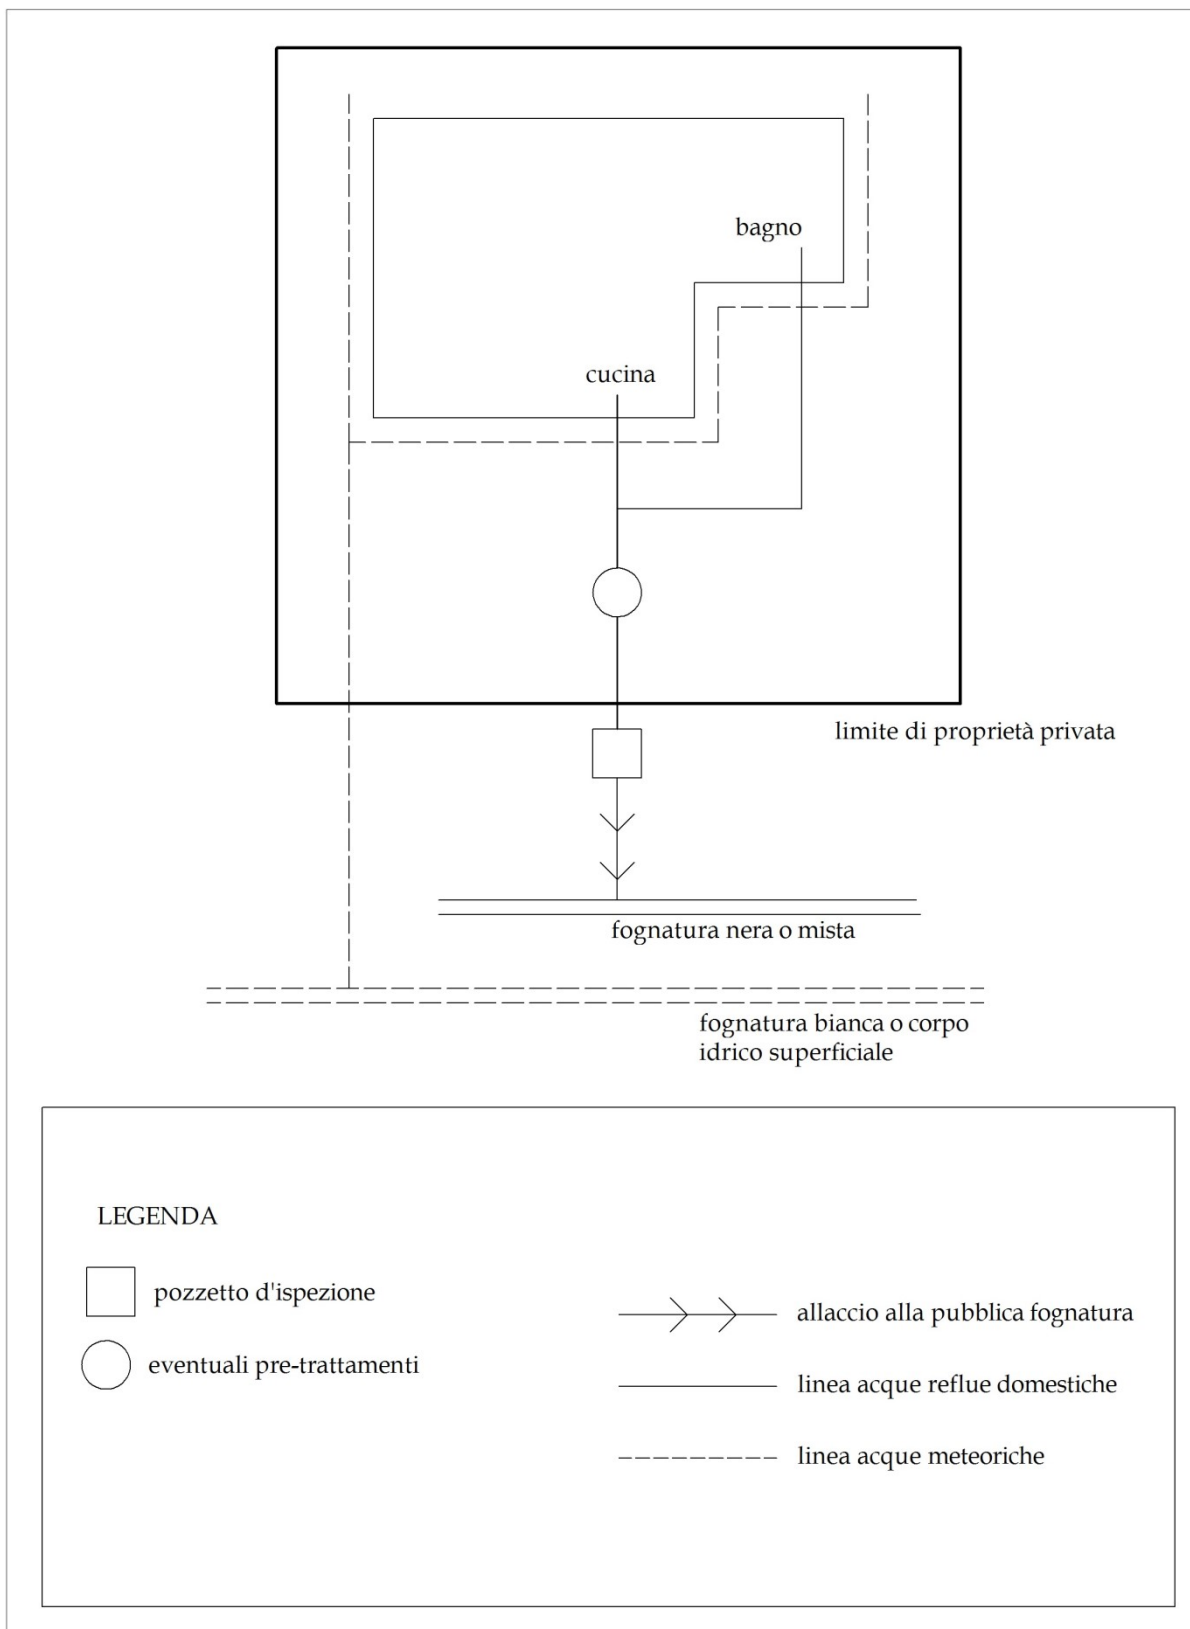 bagno
cucina
limite di proprietà privata
fognatura nera o mista
fognatura bianca o corpo
idrico superficiale
LEGENDA
pozzetto d'ispezione
eventuali pre-trattamenti
allaccio alla pubblica fognatura
linea acque reflue domestiche
linea acque meteoriche